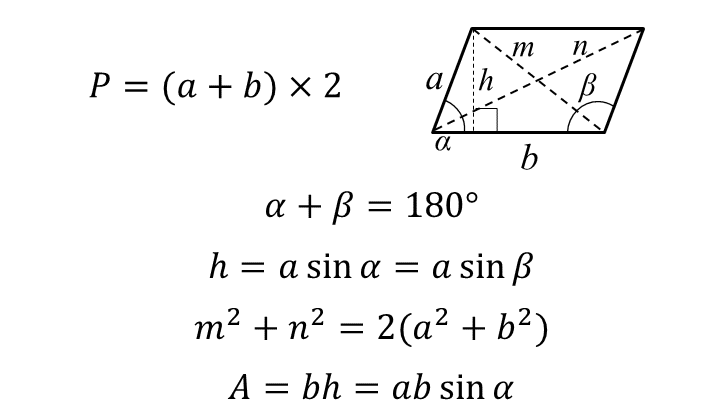 P = (a + b) × 2
m n
a h β
α
b
α + β = 180°
h = a sin α = a sin β
m² + n² = 2(a² + b²)
A = bh = ab sin α